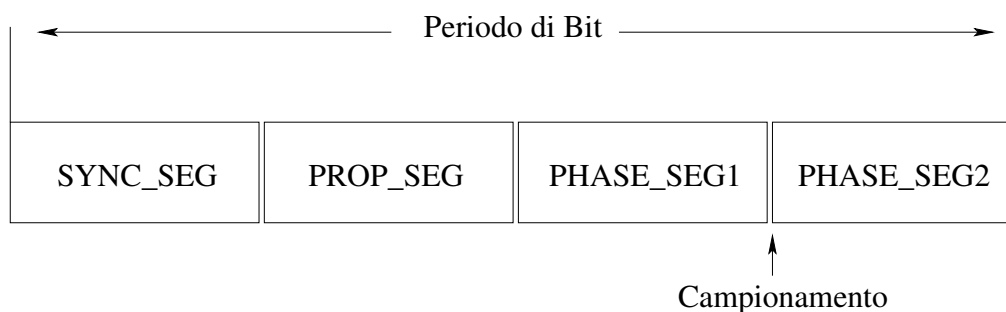 Periodo di Bit
SYNC_SEG PROP_SEG PHASE_SEG1 PHASE_SEG2
Campionamento